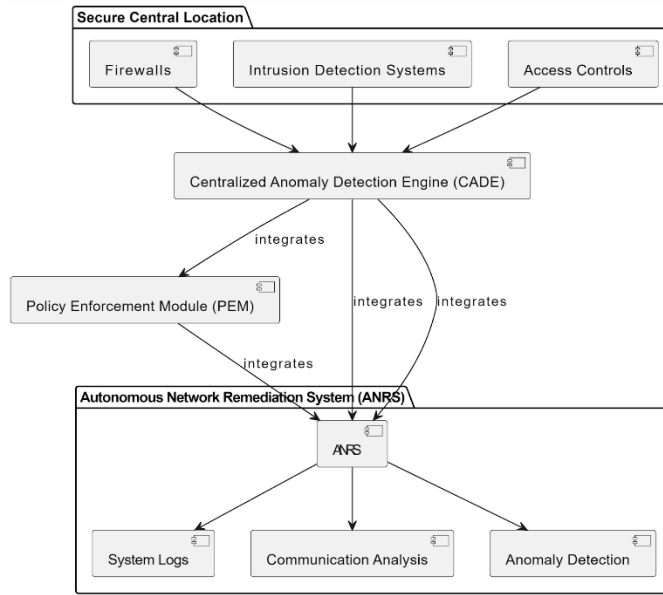 Secure Central Location
Firewalls
Intrusion Detection Systems
Access Controls
Centralized Anomaly Detection Engine (CADE)
integrates
Policy Enforcement Module (PEM)
integrates
integrates
integrates
Autonomous Network Remediation System (ANRS)
ANRS
System Logs
Communication Analysis
Anomaly Detection